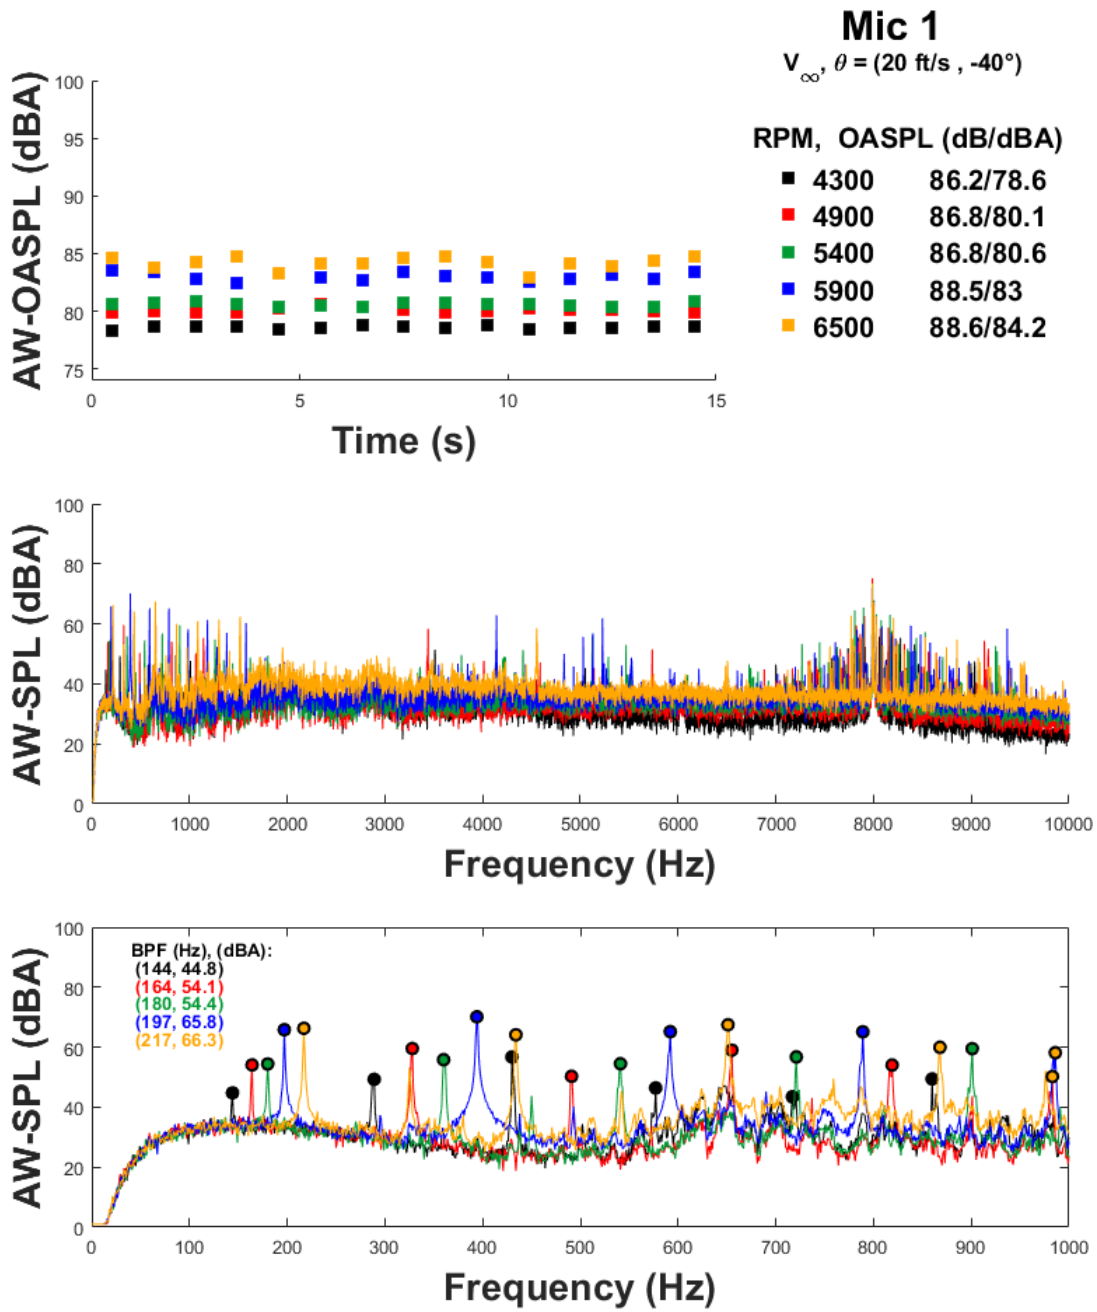 Mic 1
V∞, θ = (20 ft/s , -40°)
RPM, OASPL (dB/dBA)
4300 86.2/78.6
4900 86.8/80.1
5400 86.8/80.6
5900 88.5/83
6500 88.6/84.2
AW-OASPL (dBA)
100
95
90
85
80
75
0 5 10 15
Time (s)
AW-SPL (dBA)
100
80
60
40
20
0
0 1000 2000 3000 4000 5000 6000 7000 8000 9000 10000
Frequency (Hz)
AW-SPL (dBA)
100
80
60
40
20
0
BPF (Hz), (dBA):
(144, 44.8)
(164, 54.1)
(180, 54.4)
(197, 65.8)
(217, 66.3)
0 100 200 300 400 500 600 700 800 900 1000
Frequency (Hz)